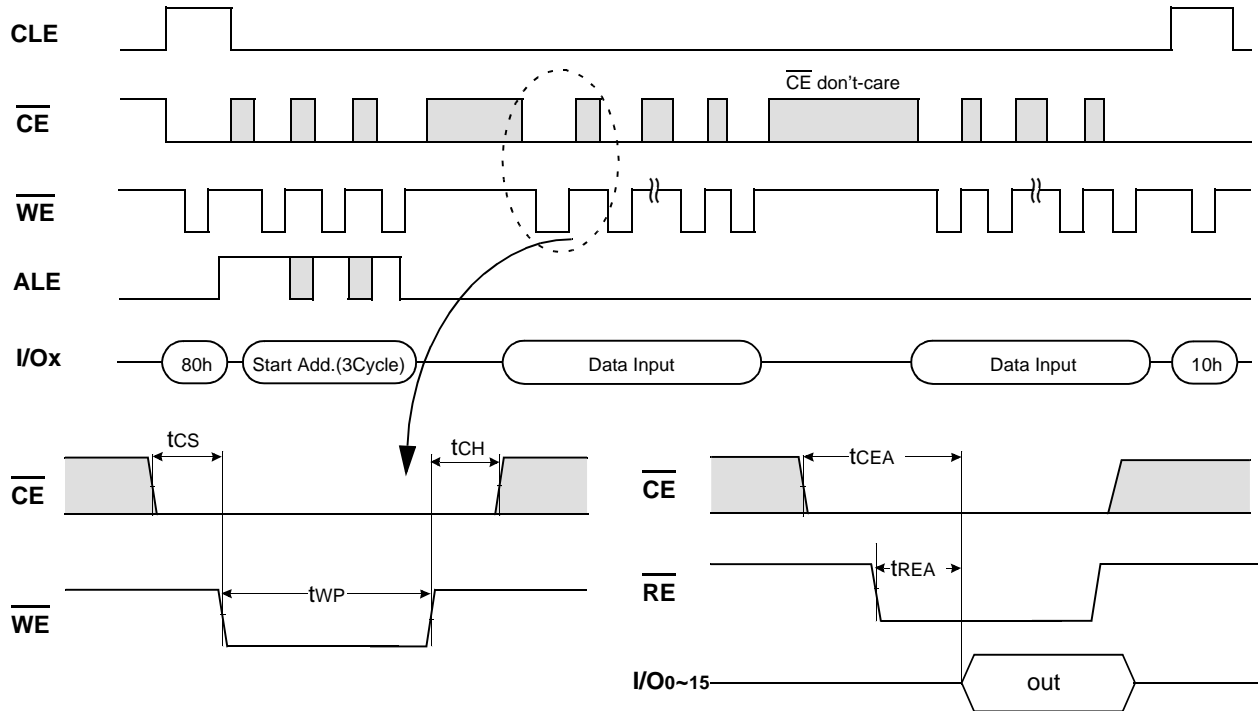 CLE
CE don't-care
CE
WE
ALE
I/Ox
80h
Start Add.(3Cycle)
Data Input
Data Input
10h
tCS
tCH
CE
tWP
WE
tCEA
CE
tREA
RE
I/O0~15
out